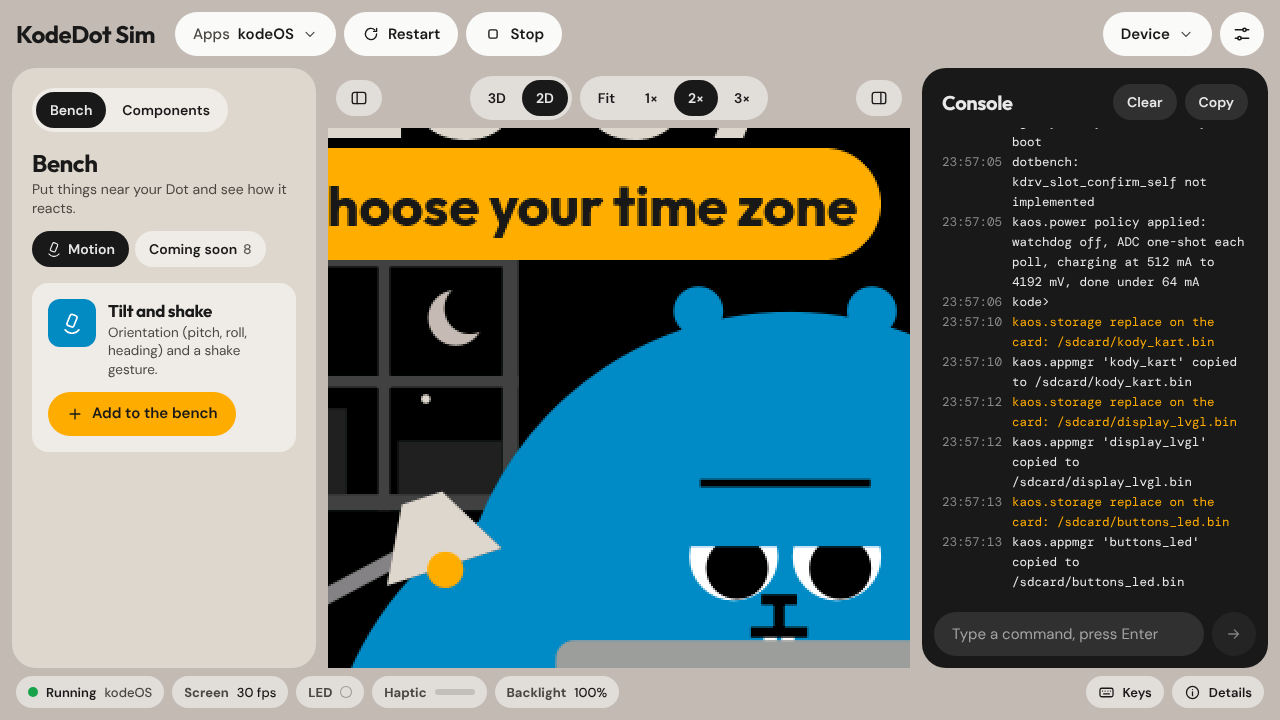 KodeDot Sim
Apps kodeOS
Restart
Stop
Device
Bench
Components
Bench
Put things near your Dot and see how it
reacts.
Motion
Coming soon 8
Tilt and shake
Orientation (pitch, roll,
heading) and a shake
gesture.
Add to the bench
3D
2D
Fit
1×
2×
3×
hoose your time zone
Console
Clear
Copy
boot
23:57:05 dotbench:
kdrv_slot_confirm_self not
implemented
23:57:05 kaos.power policy applied:
watchdog off, ADC one-shot each
poll, charging at 512 mA to
4192 mV, done under 64 mA
23:57:06 kode>
23:57:10 kaos.storage replace on the
card: /sdcard/kody_kart.bin
23:57:10 kaos.appmgr 'kody_kart' copied
to /sdcard/kody_kart.bin
23:57:12 kaos.storage replace on the
card: /sdcard/display_lvgl.bin
23:57:12 kaos.appmgr 'display_lvgl'
copied to
/sdcard/display_lvgl.bin
23:57:13 kaos.storage replace on the
card: /sdcard/buttons_led.bin
23:57:13 kaos.appmgr 'buttons_led'
copied to
/sdcard/buttons_led.bin
Type a command, press Enter
Running kodeOS
Screen 30 fps
LED
Haptic
Backlight 100%
Keys
Details